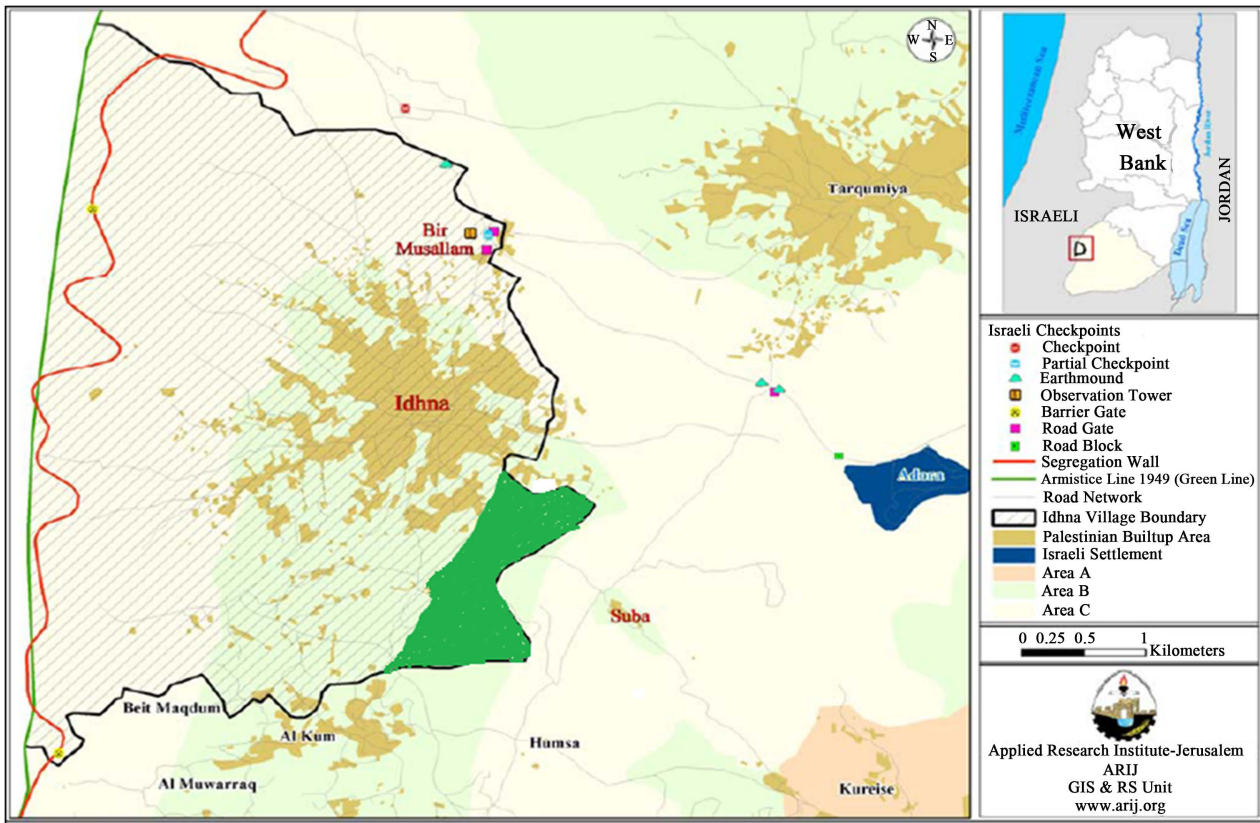 N
W E
S
Tarqumiya
Bir
Musallam
Idhna
Adora
Suba
Beit Maqdum
Al Kum
Humsa
Al Muwarraq
Kureise
Mediterranean Sea
West
Bank
Jordan River
JORDAN
ISRAELI
Dead Sea
Israeli Checkpoints
Checkpoint
Partial Checkpoint
Earthmound
Observation Tower
Barrier Gate
Road Gate
Road Block
Segregation Wall
Armistice Line 1949 (Green Line)
Road Network
Idhna Village Boundary
Palestinian Builtup Area
Israeli Settlement
Area A
Area B
Area C
0 0.25 0.5 1
Kilometers
Applied Research Institute-Jerusalem
ARIJ
GIS & RS Unit
www.arij.org